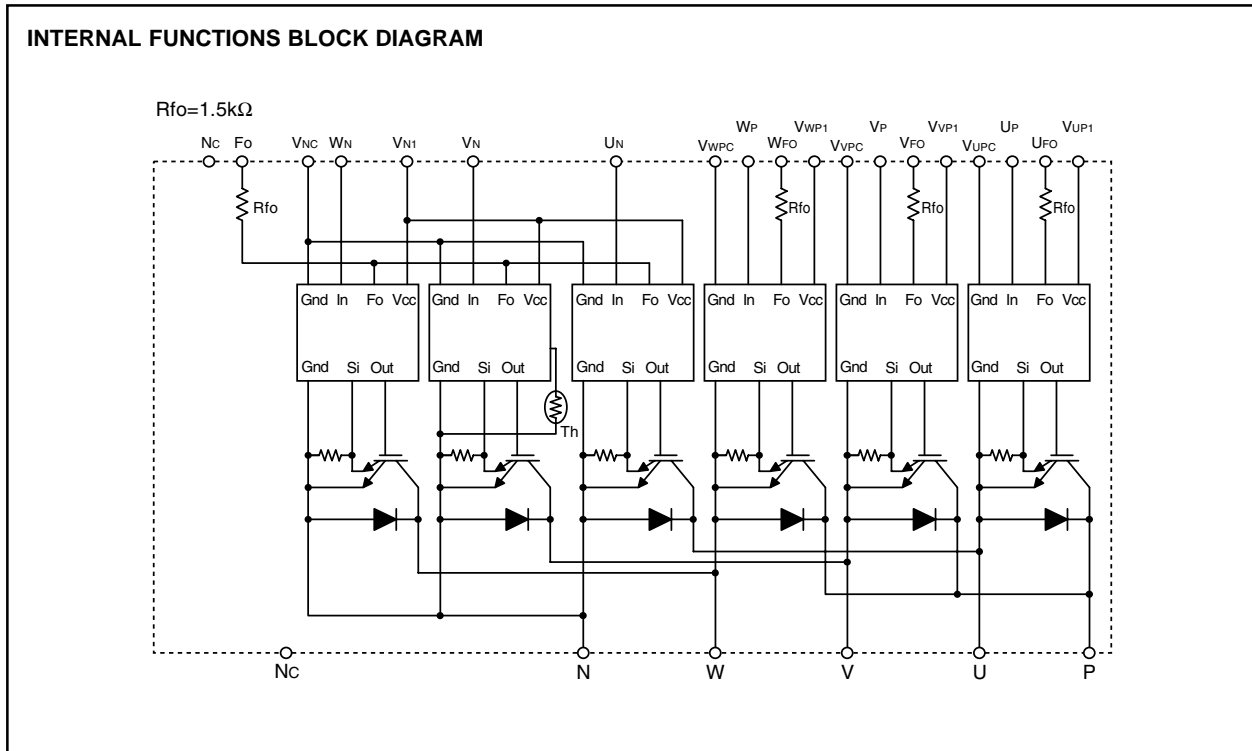 INTERNAL FUNCTIONS BLOCK DIAGRAM
Rfo=1.5kΩ
NC FO VNC WN VN1 VN UN VWPC WP WFO VWP1 VVPC VP VFO VVP1 VUPC UP UFO VUP1
Rfo Rfo Rfo Rfo
Gnd In Fo Vcc Gnd In Fo Vcc Gnd In Fo Vcc Gnd In Fo Vcc Gnd In Fo Vcc Gnd In Fo Vcc
Gnd Si Out Gnd Si Out Gnd Si Out Gnd Si Out Gnd Si Out Gnd Si Out
Th
NC N W V U P